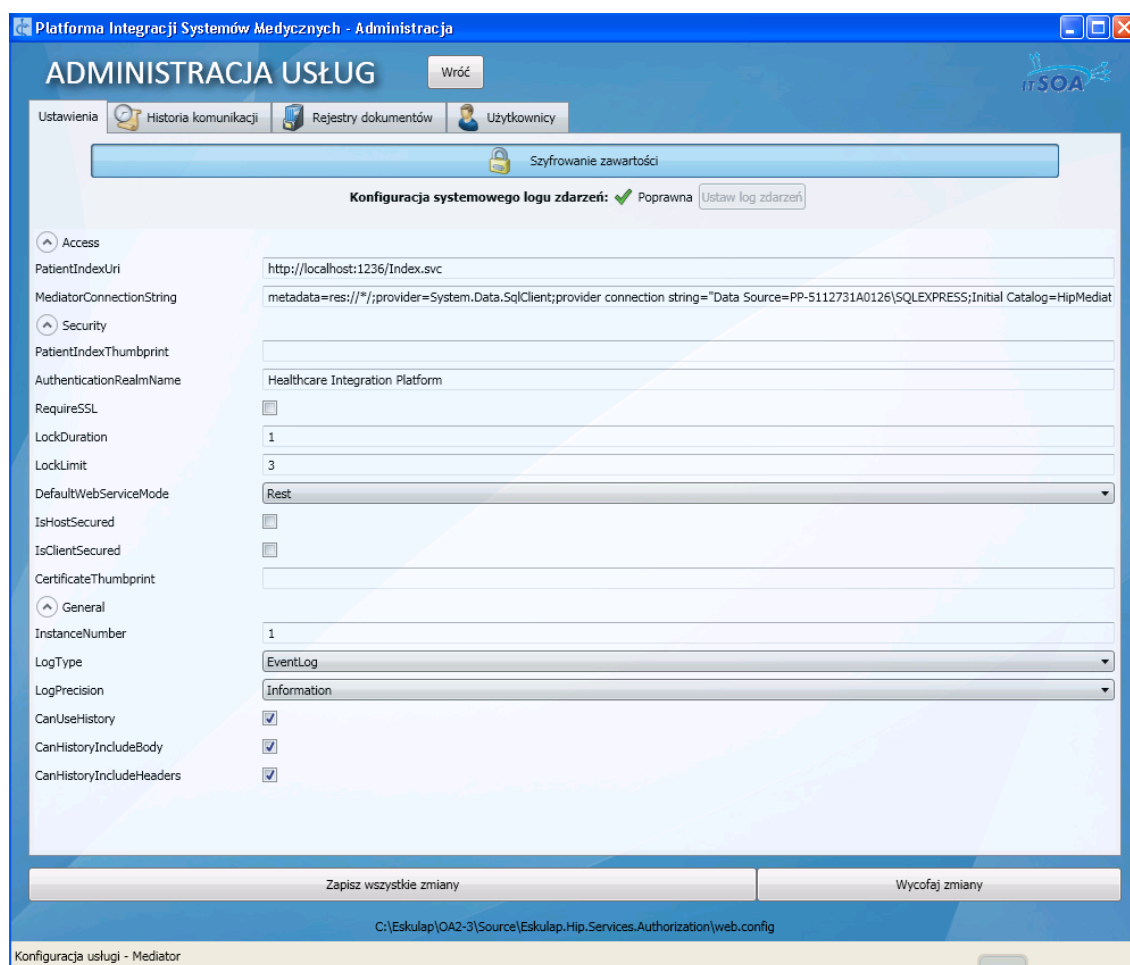 Platforma Integracji Systemów Medycznych - Administracja
ADMINISTRACJA USŁUG Wróć
ITSOA
Ustawienia Historia komunikacji Rejestry dokumentów Użytkownicy
Szyfrowanie zawartości
Konfiguracja systemowego logu zdarzeń: Poprawna Ustaw log zdarzeń
Access
PatientIndexUri http://localhost:1236/Index.svc
MediatorConnectionString metadata=res://*/;provider=System.Data.SqlClient;provider connection string="Data Source=PP-5112731A0126\SQLEXPRESS;Initial Catalog=HipMediat
Security
PatientIndexThumbprint
AuthenticationRealmName Healthcare Integration Platform
RequireSSL
LockDuration 1
LockLimit 3
DefaultWebServiceMode Rest
IsHostSecured
IsClientSecured
CertificateThumbprint
General
InstanceNumber 1
LogType EventLog
LogPrecision Information
CanUseHistory
CanHistoryIncludeBody
CanHistoryIncludeHeaders
Zapisz wszystkie zmiany Wycofaj zmiany
C:\Eskulap\OA2-3\Source\Eskulap.Hip.Services.Authorization\web.config
Konfiguracja usługi - Mediator